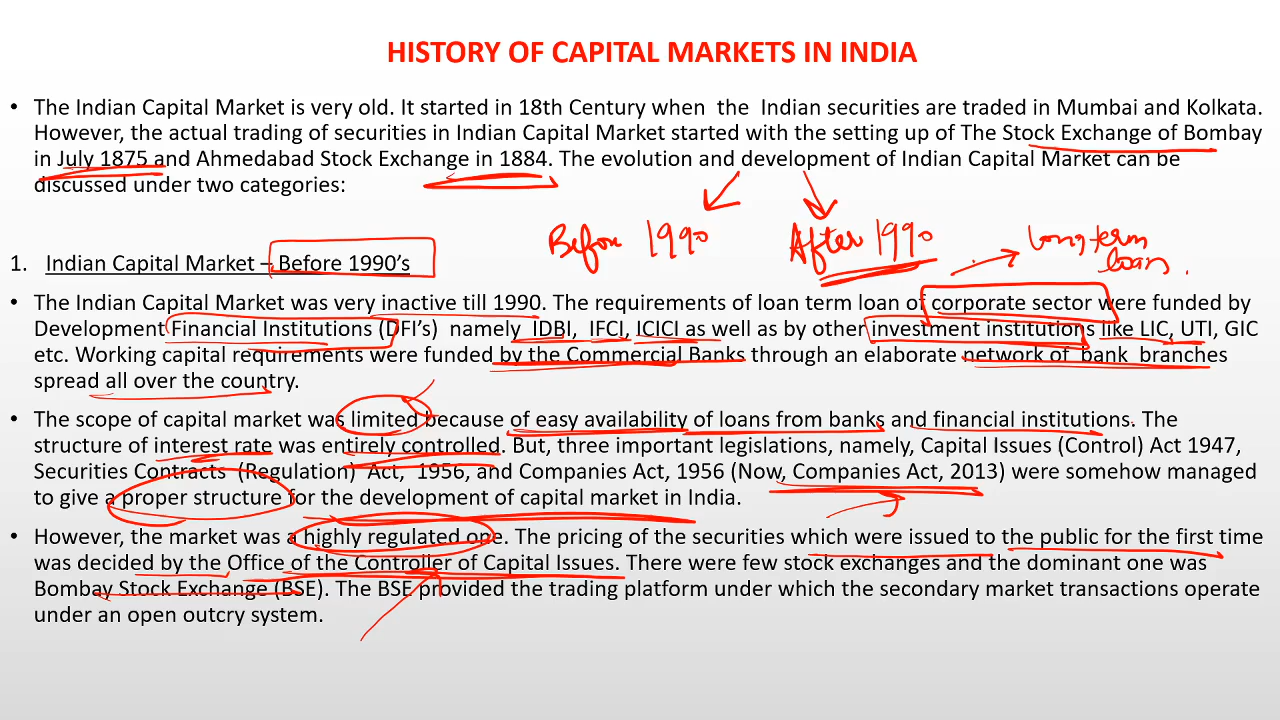 HISTORY OF CAPITAL MARKETS IN INDIA
• The Indian Capital Market is very old. It started in 18th Century when the Indian securities are traded in Mumbai and Kolkata.
However, the actual trading of securities in Indian Capital Market started with the setting up of The Stock Exchange of Bombay
in July 1875 and Ahmedabad Stock Exchange in 1884. The evolution and development of Indian Capital Market can be
discussed under two categories:
Before 1990 After 1990 Long-term
loans.
1. Indian Capital Market – Before 1990's
• The Indian Capital Market was very inactive till 1990. The requirements of loan term loan of corporate sector were funded by
Development Financial Institutions (DFI's) namely IDBI, IFCI, ICICI as well as by other investment institutions like LIC, UTI, GIC
etc. Working capital requirements were funded by the Commercial Banks through an elaborate network of bank branches
spread all over the country.
• The scope of capital market was limited because of easy availability of loans from banks and financial institutions. The
structure of interest rate was entirely controlled. But, three important legislations, namely, Capital Issues (Control) Act 1947,
Securities Contracts (Regulation) Act, 1956, and Companies Act, 1956 (Now, Companies Act, 2013) were somehow managed
to give a proper structure for the development of capital market in India.
• However, the market was a highly regulated one. The pricing of the securities which were issued to the public for the first time
was decided by the Office of the Controller of Capital Issues. There were few stock exchanges and the dominant one was
Bombay Stock Exchange (BSE). The BSE provided the trading platform under which the secondary market transactions operate
under an open outcry system.